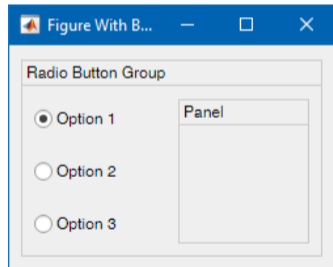 Figure With B...
Radio Button Group
Option 1
Panel
Option 2
Option 3